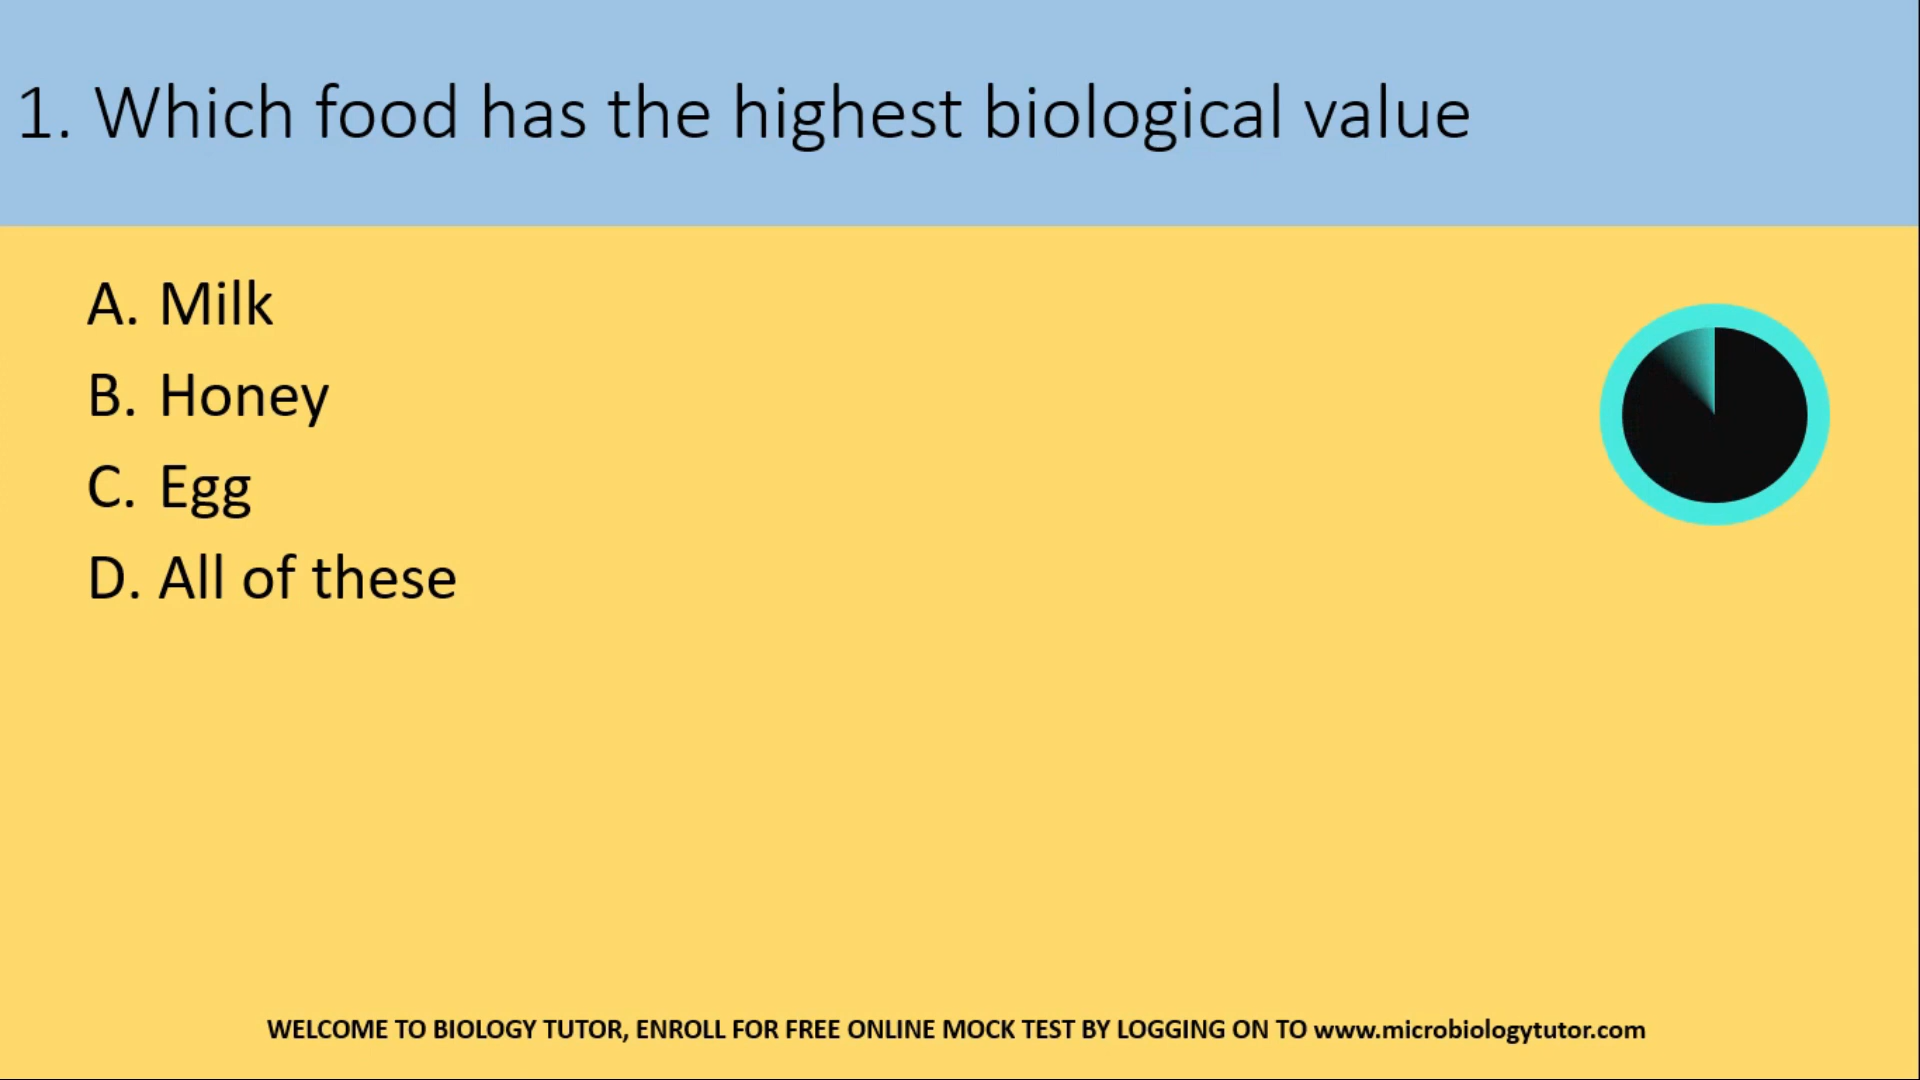 1. Which food has the highest biological value
A. Milk
B. Honey
C. Egg
D. All of these
WELCOME TO BIOLOGY TUTOR, ENROLL FOR FREE ONLINE MOCK TEST BY LOGGING ON TO www.microbiologytutor.com